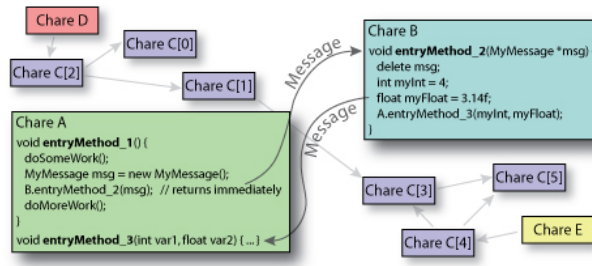 Chare D
Chare C[0]
Chare C[2]
Chare C[1]
Message
Message
Chare B
void entryMethod_2(MyMessage *msg)
delete msg;
int myInt = 4;
float myFloat = 3.14f;
A.entryMethod_3(myInt, myFloat);
}
Chare A
void entryMethod_1() {
doSomeWork();
MyMessage msg = new MyMessage();
B.entryMethod_2(msg); // returns immediately
doMoreWork();
}
void entryMethod_3(int var1, float var2) { ... }
Chare C[3]
Chare C[5]
Chare C[4]
Chare E